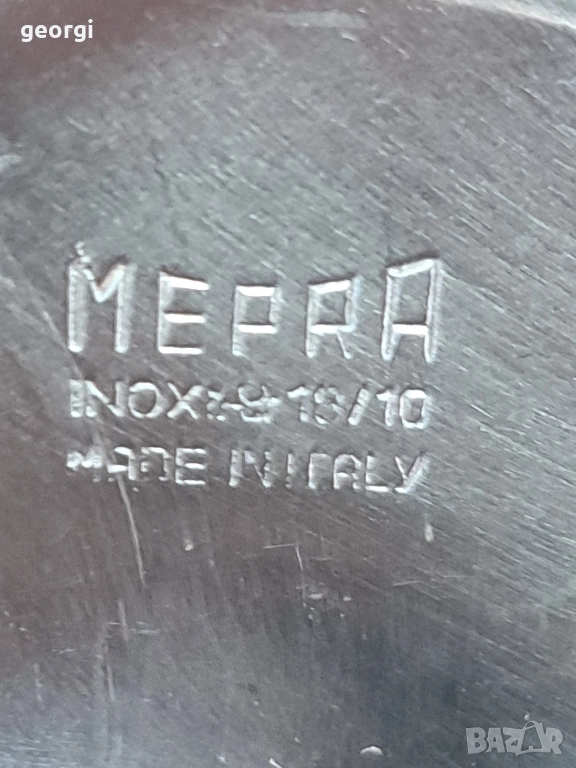 georgi
MEPRA
INOX 18/10
MADE IN ITALY
BAZAR